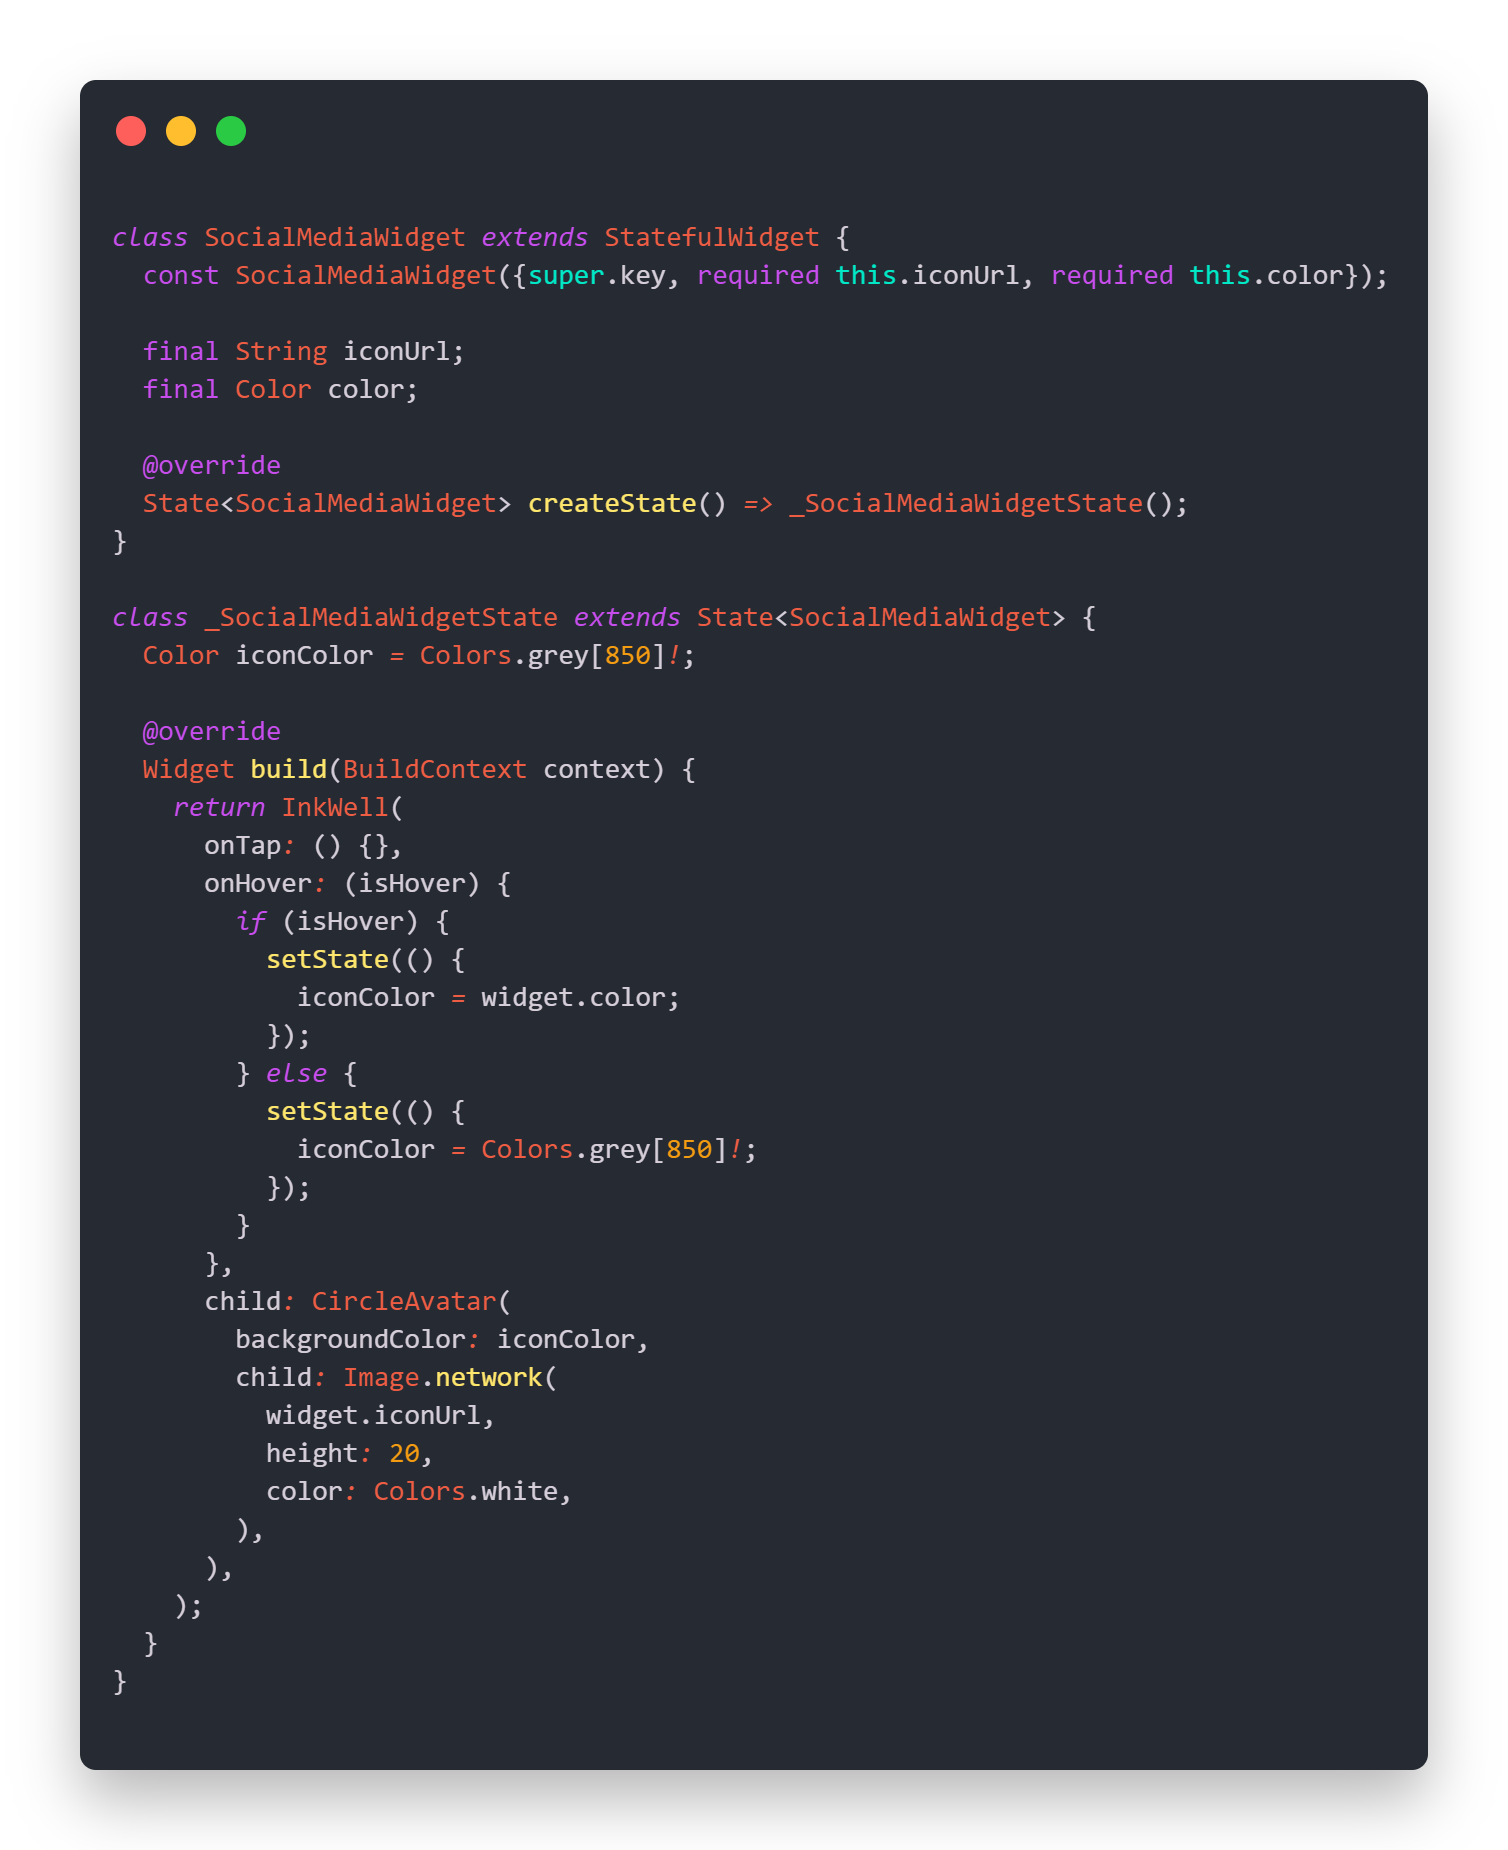 class SocialMediaWidget extends StatefulWidget {
  const SocialMediaWidget({super.key, required this.iconUrl, required this.color});

  final String iconUrl;
  final Color color;

  @override
  State<SocialMediaWidget> createState() => _SocialMediaWidgetState();
}

class _SocialMediaWidgetState extends State<SocialMediaWidget> {
  Color iconColor = Colors.grey[850]!;

  @override
  Widget build(BuildContext context) {
    return InkWell(
      onTap: () {},
      onHover: (isHover) {
        if (isHover) {
          setState(() {
            iconColor = widget.color;
          });
        } else {
          setState(() {
            iconColor = Colors.grey[850]!;
          });
        }
      },
      child: CircleAvatar(
        backgroundColor: iconColor,
        child: Image.network(
          widget.iconUrl,
          height: 20,
          color: Colors.white,
        ),
      ),
    );
  }
}